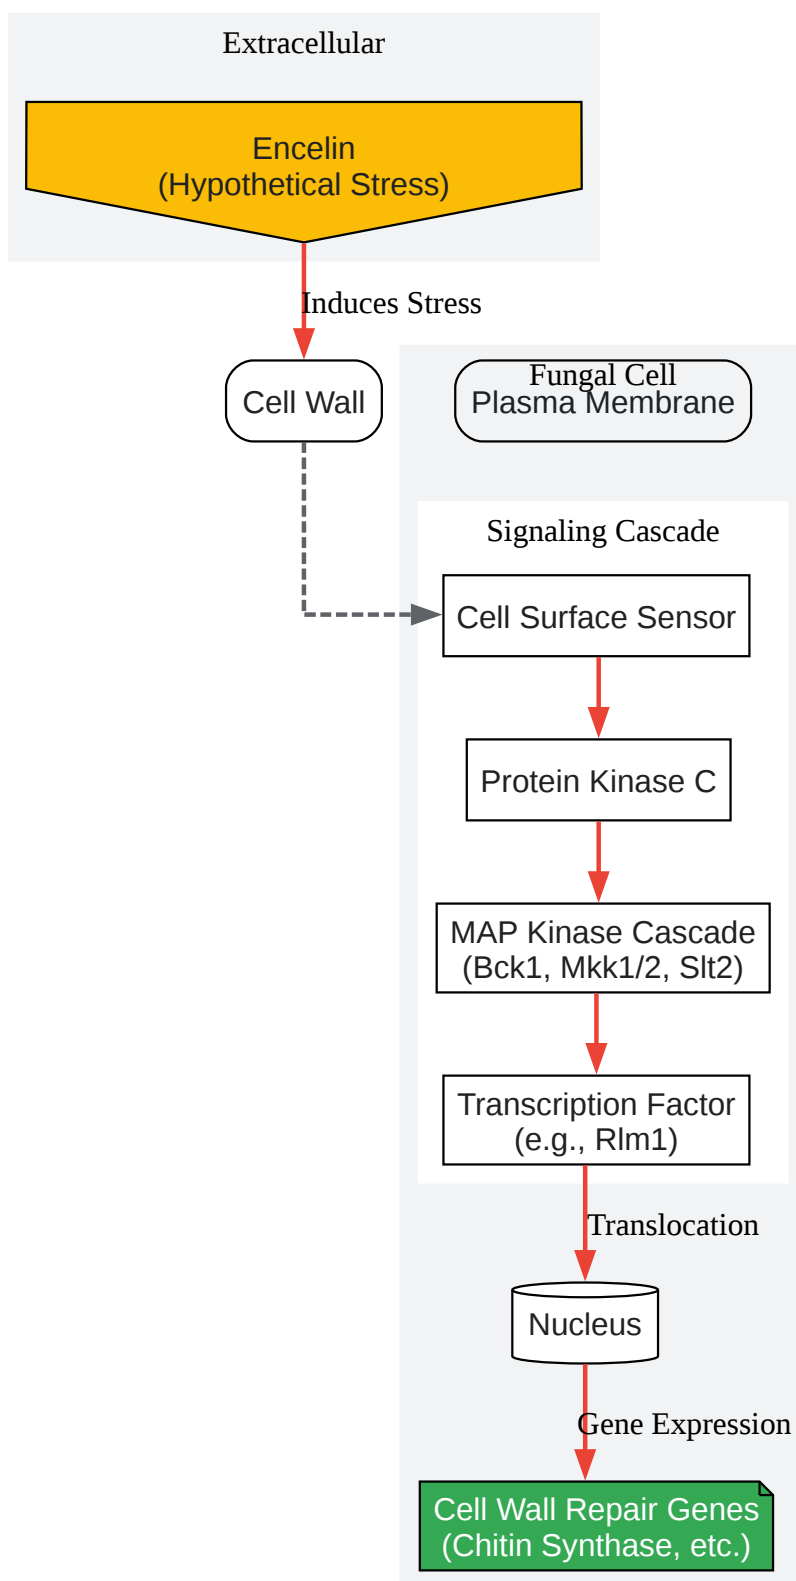 Extracellular
Encelin
(Hypothetical Stress)
Induces Stress
Cell Wall
Fungal Cell
Plasma Membrane
Signaling Cascade
Cell Surface Sensor
Protein Kinase C
MAP Kinase Cascade
(Bck1, Mkk1/2, Slt2)
Transcription Factor
(e.g., Rlm1)
Translocation
Nucleus
Gene Expression
Cell Wall Repair Genes
(Chitin Synthase, etc.)